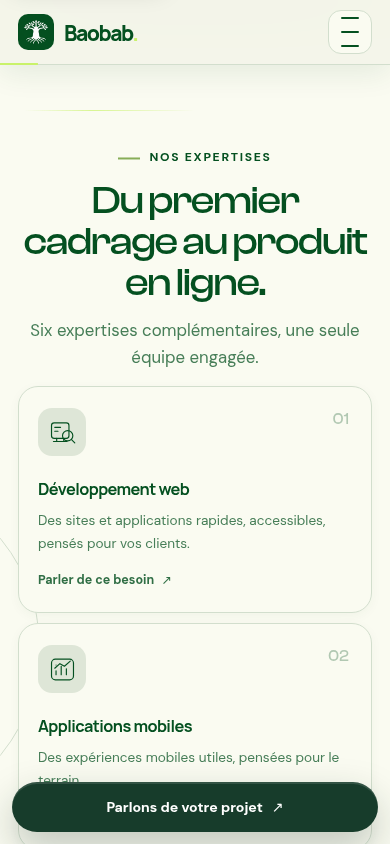 Baobab.
NOS EXPERTISES
Du premier
cadrage au produit
en ligne.
Six expertises complémentaires, une seule
équipe engagée.
01
Développement web
Des sites et applications rapides, accessibles,
pensés pour vos clients.
Parler de ce besoin ↗
02
Applications mobiles
Des expériences mobiles utiles, pensées pour le
terrain
Parlons de votre projet ↗